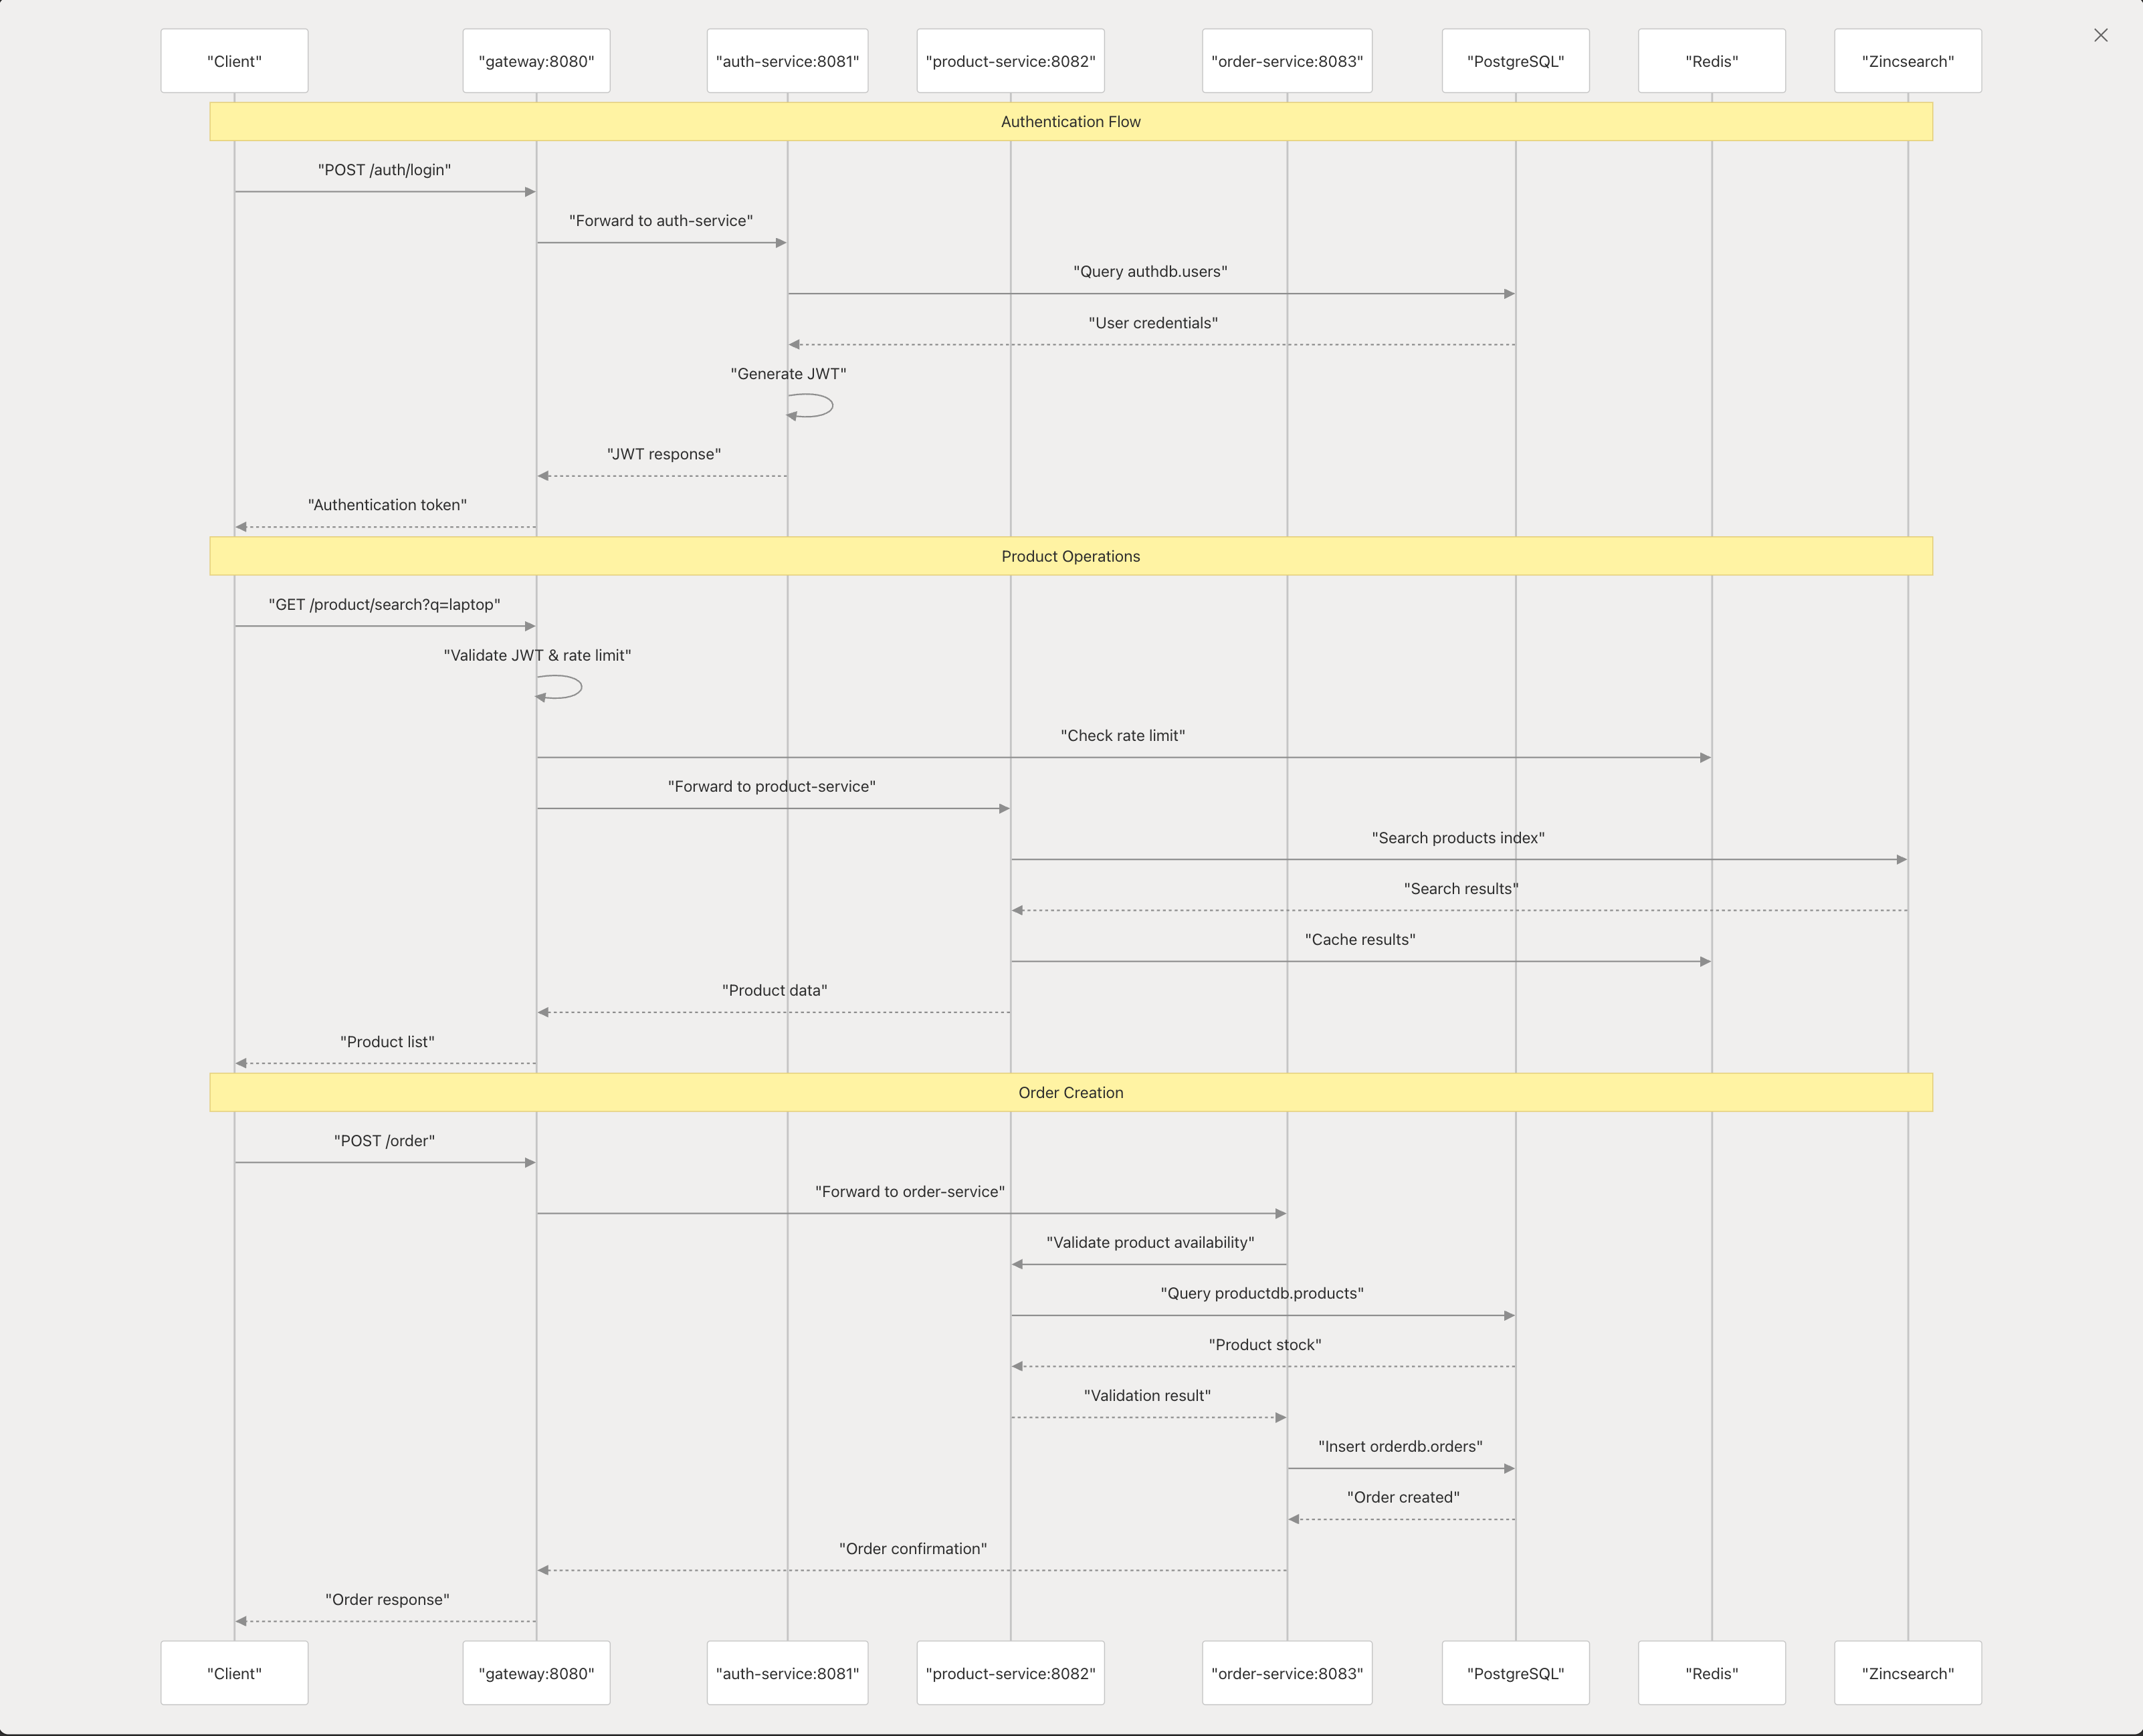 "Client"
"gateway:8080"
"auth-service:8081"
"product-service:8082"
"order-service:8083"
"PostgreSQL"
"Redis"
"Zincsearch"
Authentication Flow
"POST /auth/login"
"Forward to auth-service"
"Query authdb.users"
"User credentials"
"Generate JWT"
"JWT response"
"Authentication token"
Product Operations
"GET /product/search?q=laptop"
"Validate JWT & rate limit"
"Check rate limit"
"Forward to product-service"
"Search products index"
"Search results"
"Cache results"
"Product data"
"Product list"
Order Creation
"POST /order"
"Forward to order-service"
"Validate product availability"
"Query productdb.products"
"Product stock"
"Validation result"
"Insert orderdb.orders"
"Order created"
"Order confirmation"
"Order response"
"Client"
"gateway:8080"
"auth-service:8081"
"product-service:8082"
"order-service:8083"
"PostgreSQL"
"Redis"
"Zincsearch"